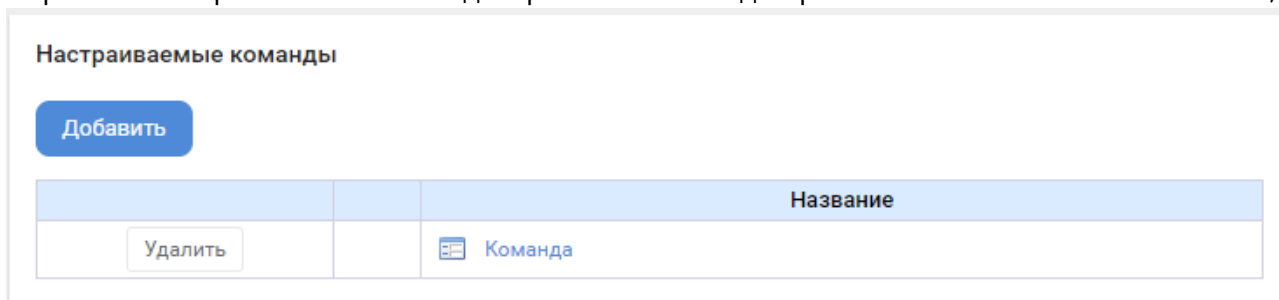 Настраиваемые команды
Добавить
Название
Удалить
Команда